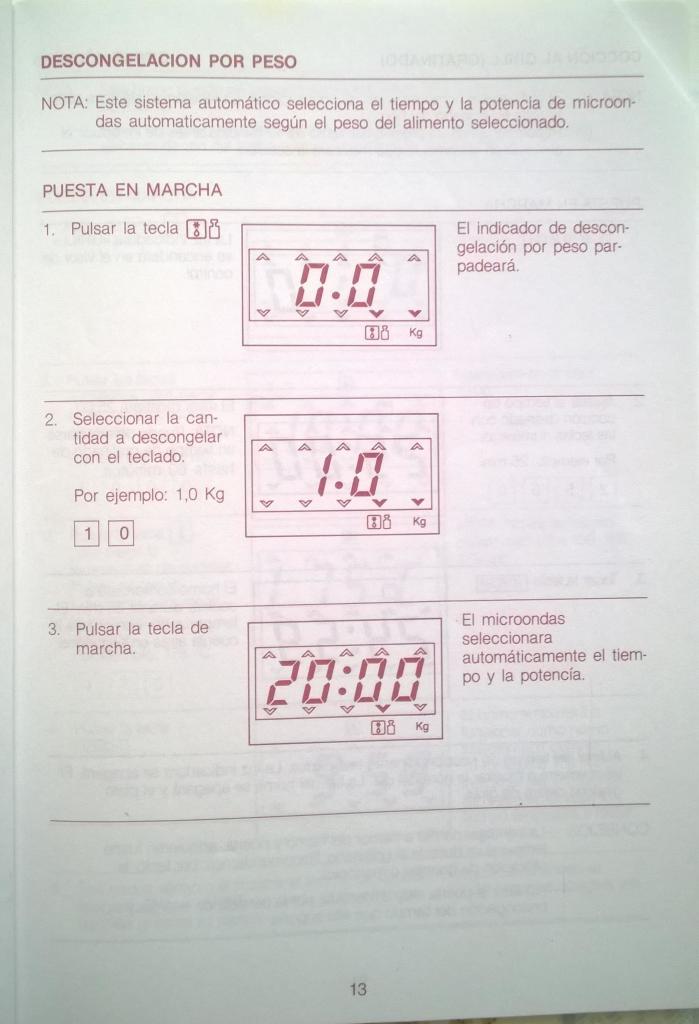 DESCONGELACION POR PESO
NOTA: Este sistema automático selecciona el tiempo y la potencia de microon-
das automaticamente según el peso del alimento seleccionado.
PUESTA EN MARCHA
1. Pulsar la tecla
0.0
Kg
El indicador de descon-
gelación por peso par-
padeará.
2. Seleccionar la can-
tidad a descongelar
con el teclado.
Por ejemplo: 1,0 Kg
1 0
1.0
Kg
3. Pulsar la tecla de
marcha.
20:00
Kg
El microondas
seleccionara
automáticamente el tiem-
po y la potencía.
13